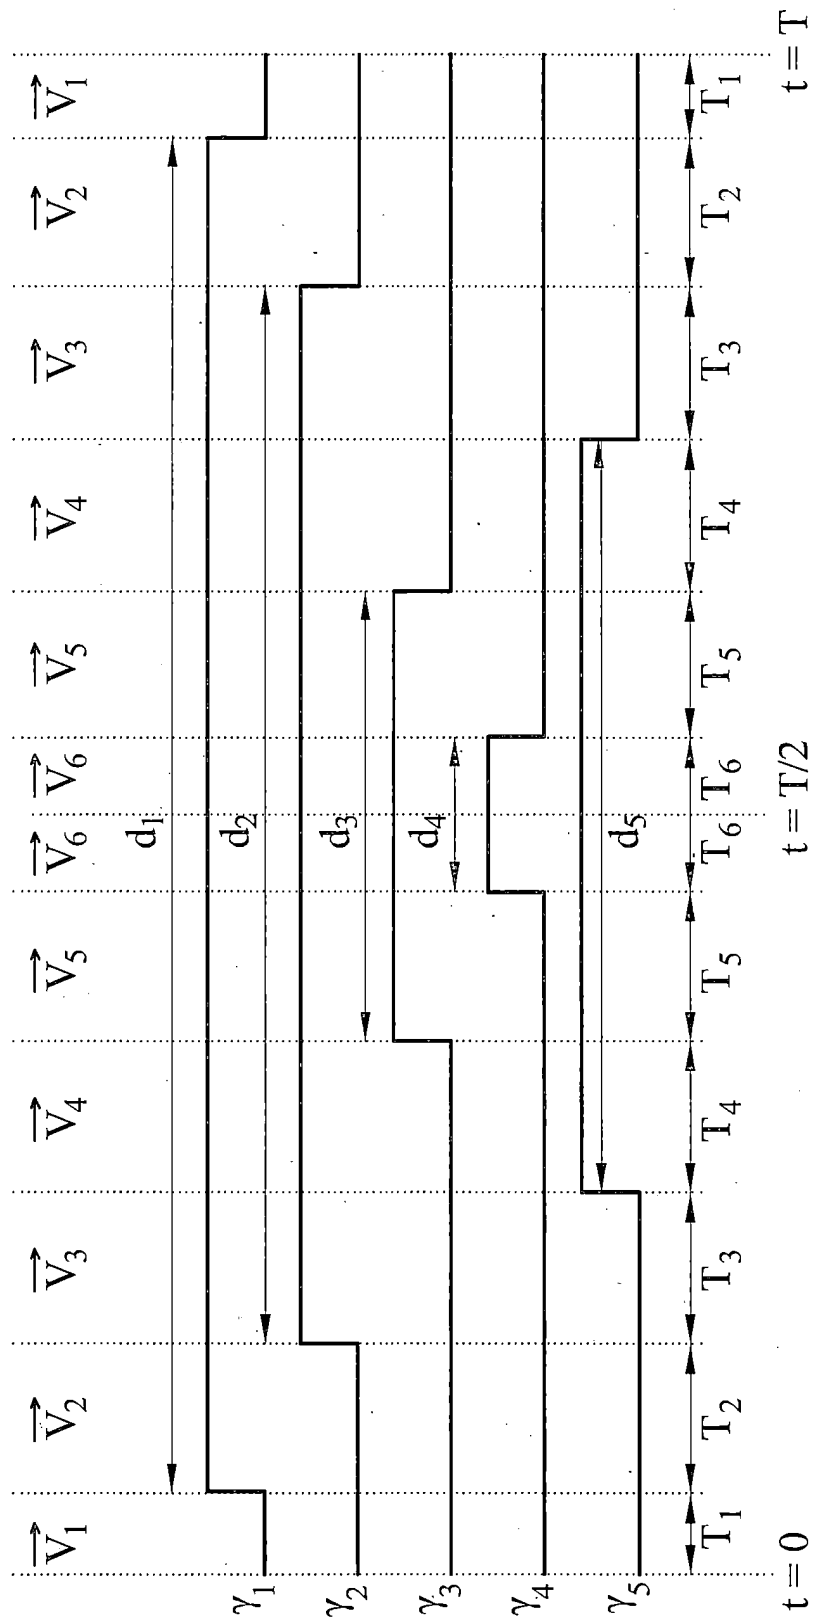 V₁ V₂ V₃ V₄ V₅ V₆ V₆ V₅ V₄ V₃ V₂ V₁
d₁
γ₁
d₂
γ₂
d₃
γ₃
d₄
γ₄
d₅
γ₅
T₁ T₂ T₃ T₄ T₅ T₆ T₆ T₅ T₄ T₃ T₂ T₁
t = 0 t = T/2 t = T